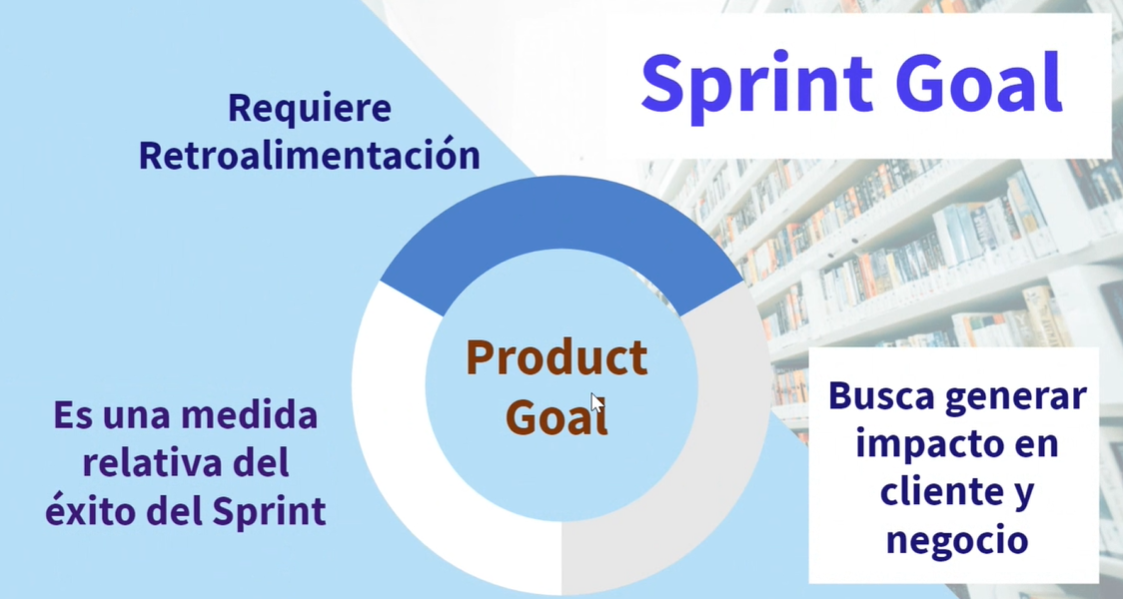 Sprint Goal
Requiere
Retroalimentación
Product
Goal
Es una medida
relativa del
éxito del Sprint
Busca generar
impacto en
cliente y
negocio